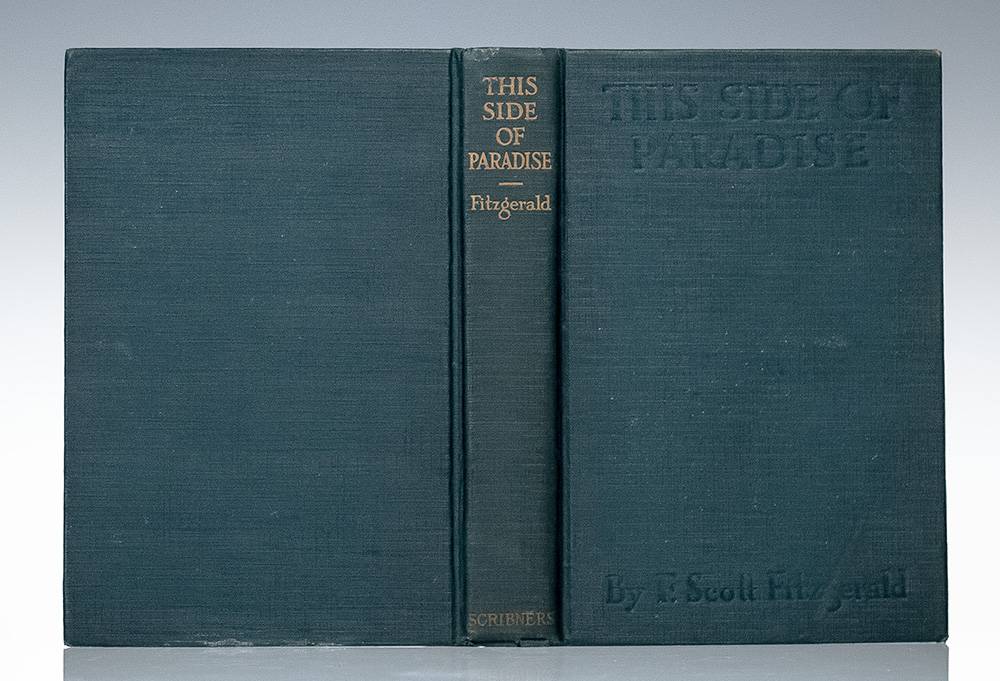 THIS
SIDE
OF
PARADISE
Fitzgerald
SCRIBNERS
THIS SIDE OF
PARADISE
By F. Scott Fitzgerald